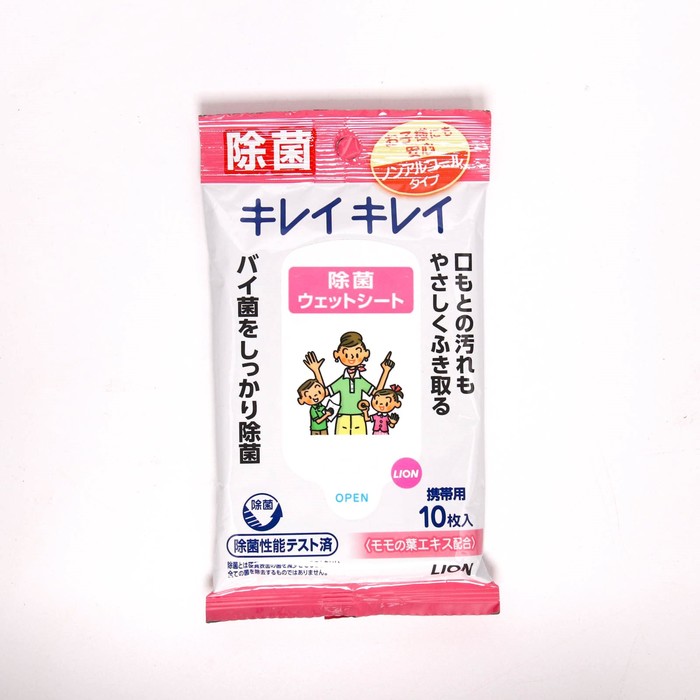 除菌
お子様にも
安心
ノンアルコール
タイプ
キレイキレイ
口もとの汚れも
やさしくふき取る
バイ菌をしっかり除菌
除菌
ウェットシート
LION
OPEN
携帯用
10枚入
除菌
除菌性能テスト済
〈モモの葉エキス配合〉
全ての菌を除去するものではありません。
LION